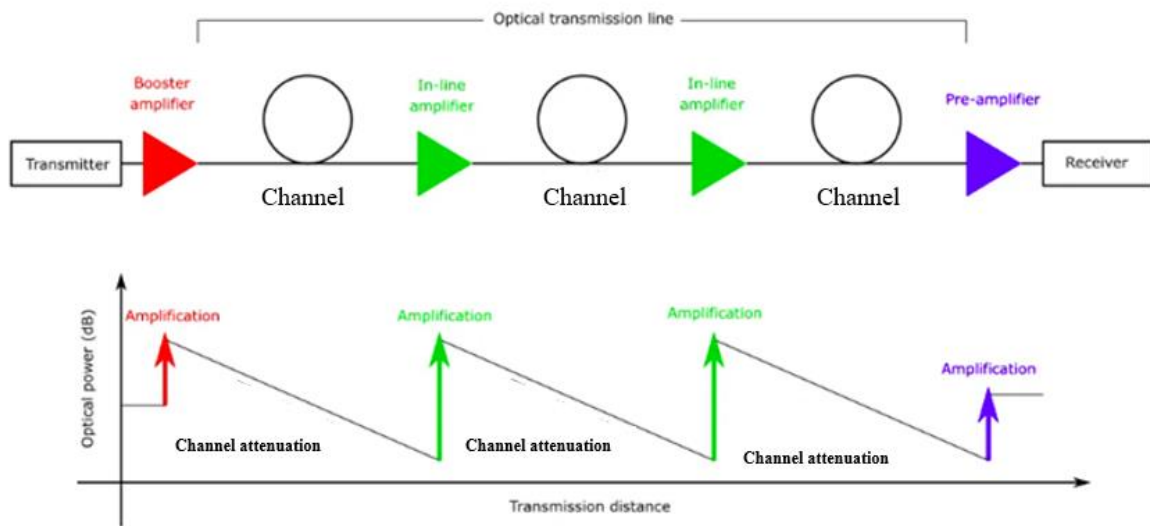 Optical transmission line
Booster
amplifier
In-line
amplifier
In-line
amplifier
Pre-amplifier
Transmitter
Receiver
Channel
Channel
Channel
Optical power (dB)
Amplification
Amplification
Amplification
Amplification
Channel attenuation
Channel attenuation
Channel attenuation
Transmission distance